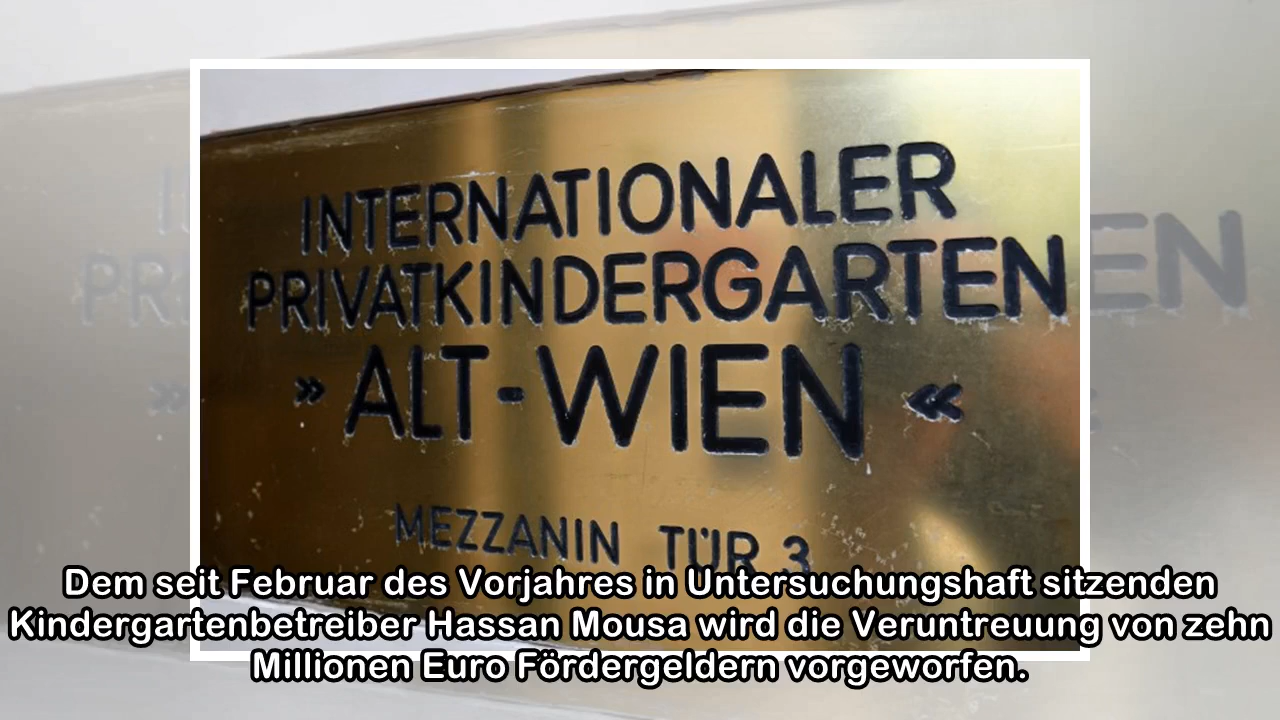 INTERNATIONALER
PRIVATKINDERGARTEN
» ALT-WIEN «
MEZZANIN TÜR 3
Dem seit Februar des Vorjahres in Untersuchungshaft sitzenden
Kindergartenbetreiber Hassan Mousa wird die Veruntreuung von zehn
Millionen Euro Fördergeldern vorgeworfen.